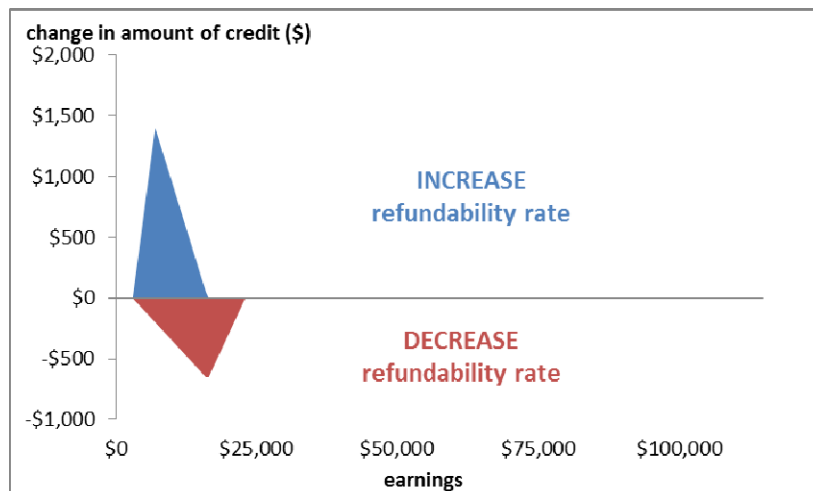 change in amount of credit ($)
$2,000
$1,500
$1,000
$500
$0
-$500
-$1,000
INCREASE
refundability rate
DECREASE
refundability rate
$0 $25,000 $50,000 $75,000 $100,000
earnings